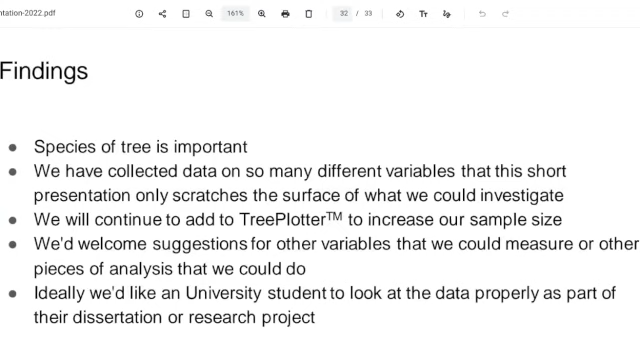 ntation-2022.pdf
161%
32 / 33
Findings
Species of tree is important
We have collected data on so many different variables that this short
presentation only scratches the surface of what we could investigate
We will continue to add to TreePlotter™ to increase our sample size
We'd welcome suggestions for other variables that we could measure or other
pieces of analysis that we could do
Ideally we'd like an University student to look at the data properly as part of
their dissertation or research project